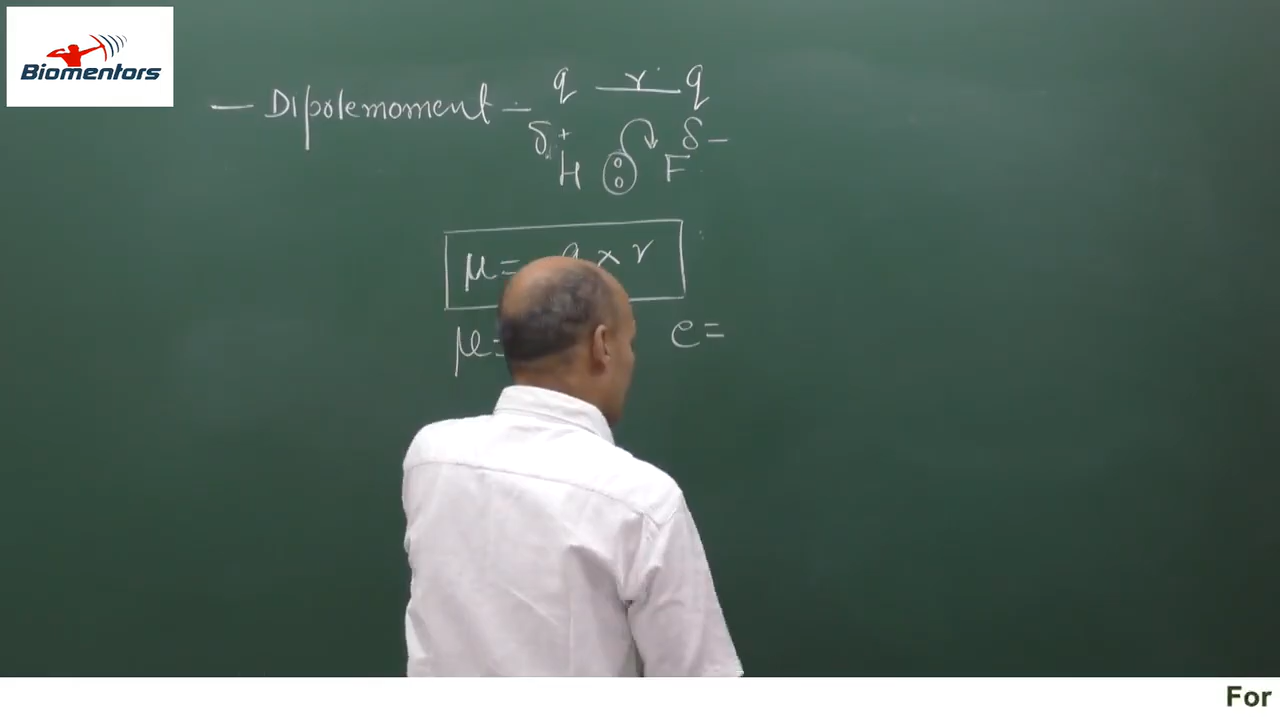 Biomentors
— Dipolemoment — q — r — q
δ+ δ–
H : F
μ = q × r
μ= e=
For